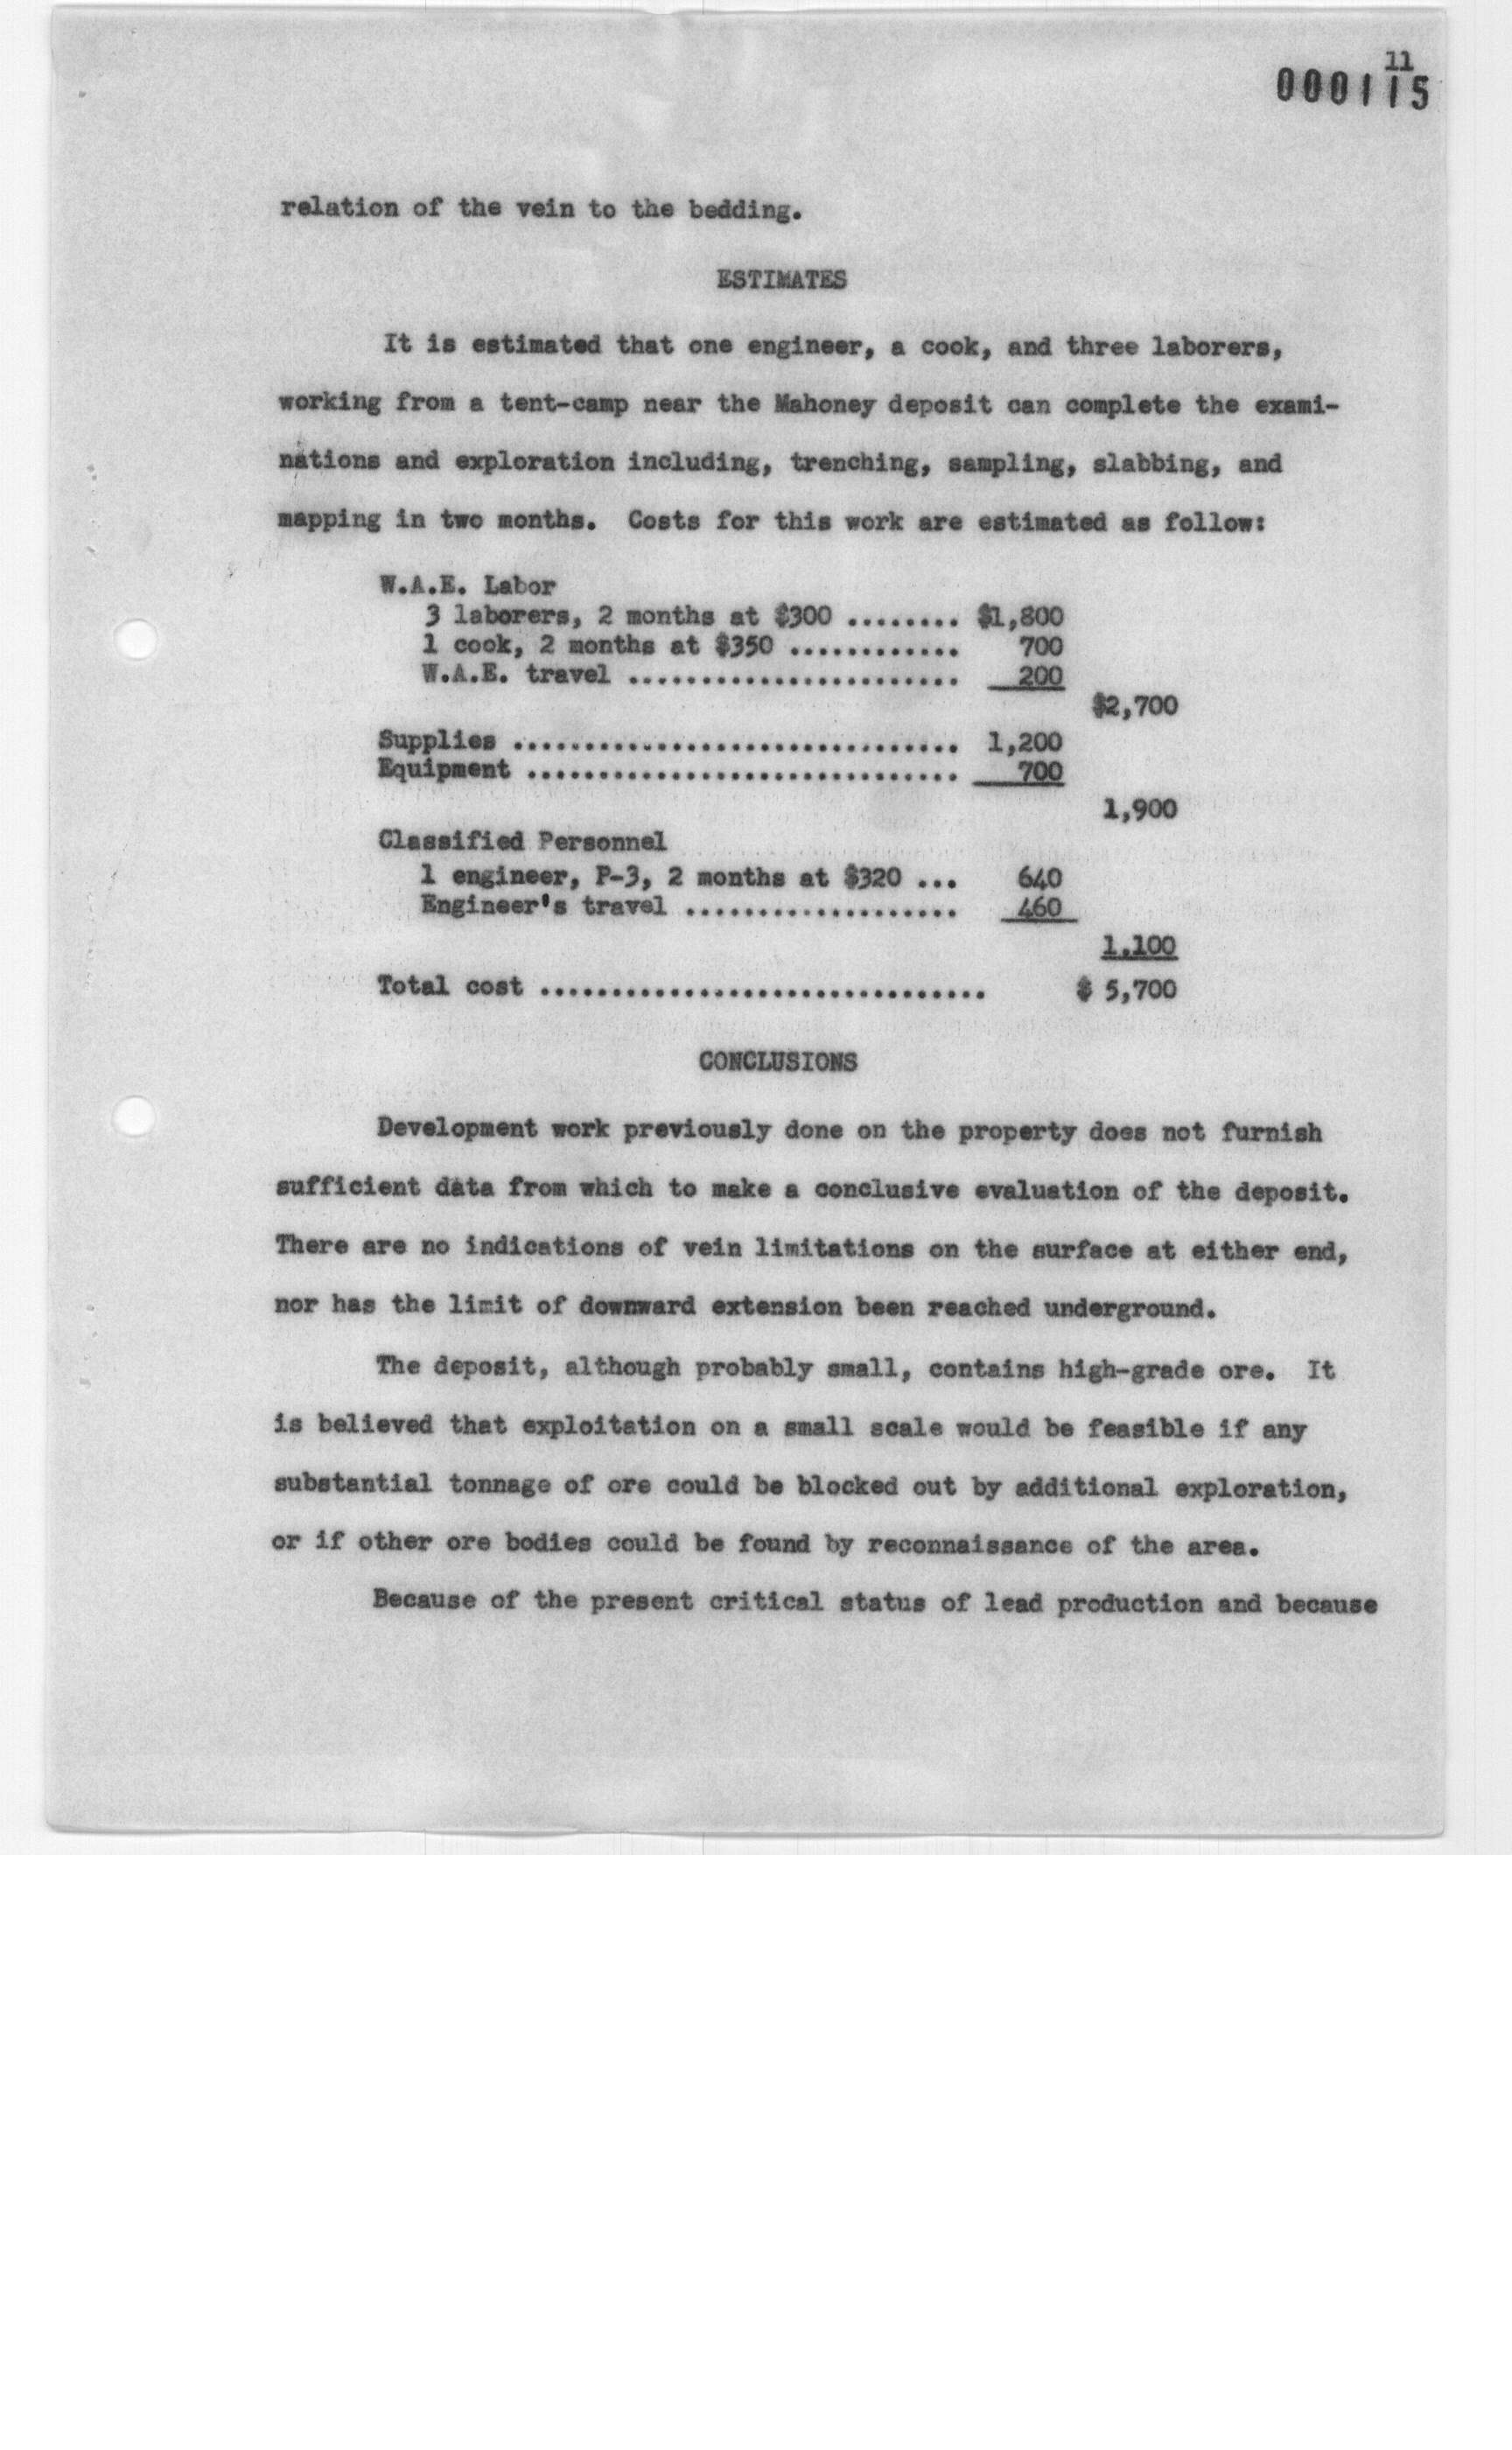 11
000115
relation of the vein to the bedding.
ESTIMATES
It is estimated that one engineer, a cook, and three laborers,
working from a tent-camp near the Mahoney deposit can complete the exami-
nations and exploration including, trenching, sampling, slabbing, and
mapping in two months. Costs for this work are estimated as follow:
W.A.E. Labor
3 laborers, 2 months at $300 ........ $1,800
1 cook, 2 months at $350 ............ 700
W.A.E. travel ....................... 200
$2,700
Supplies ............................... 1,200
Equipment .............................. 700
1,900
Classified Personnel
1 engineer, P-3, 2 months at $320 ... 640
Engineer's travel ................... 460
1,100
Total cost ............................... $ 5,700
CONCLUSIONS
Development work previously done on the property does not furnish
sufficient data from which to make a conclusive evaluation of the deposit.
There are no indications of vein limitations on the surface at either end,
nor has the limit of downward extension been reached underground.
The deposit, although probably small, contains high-grade ore. It
is believed that exploitation on a small scale would be feasible if any
substantial tonnage of ore could be blocked out by additional exploration,
or if other ore bodies could be found by reconnaissance of the area.
Because of the present critical status of lead production and because